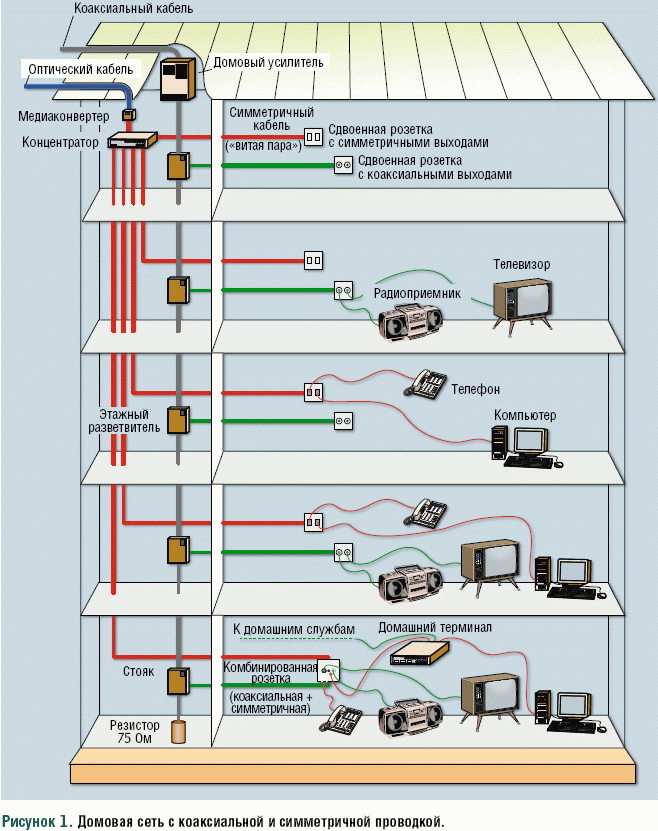 Коаксиальный кабель
Домовый усилитель
Оптический кабель
Медиаконвертер
Концентратор
Симметричный
кабель
(«витая пара»)
Сдвоенная розетка
с симметричными выходами
Сдвоенная розетка
с коаксиальными выходами
Телевизор
Радиоприемник
Телефон
Компьютер
Этажный
разветвитель
К домашним службам
Домашний терминал
Стояк
Комбинированная
розетка
(коаксиальная +
симметричная)
Резистор
75 Ом
Рисунок 1. Домовая сеть с коаксиальной и симметричной проводкой.